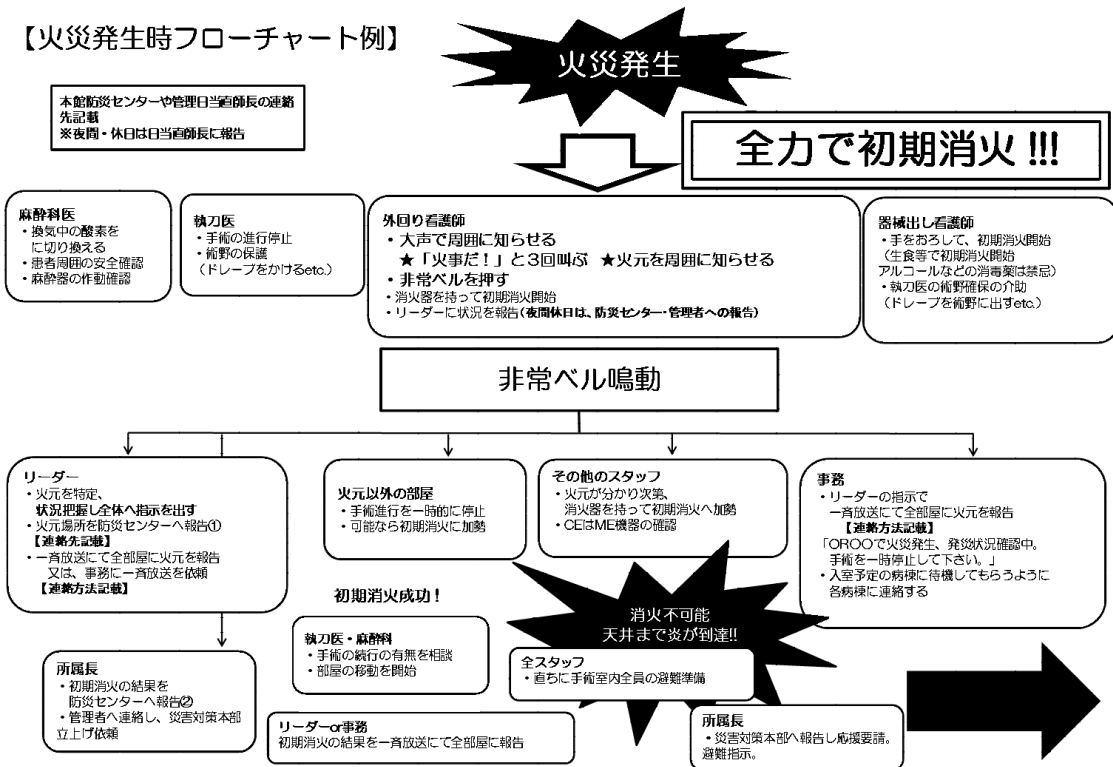 【火災発生時フローチャート例】
火災発生
本館防災センターや管理日当直師長の連絡
先記載
※夜間・休日は日当直師長に報告
全力で初期消火!!!
麻酔科医
・換気中の酸素を
に切り換える
・患者周囲の安全確認
・麻酔器の作動確認
執刀医
・手術の進行停止
・術野の保護
(ドレープをかけるetc.)
外回り看護師
・大声で周囲に知らせる
★「火事だ!」と3回叫ぶ ★火元を周囲に知らせる
・非常ベルを押す
・消火器を持って初期消火開始
・リーダーに状況を報告(夜間休日は、防災センター・管理者への報告)
器械出し看護師
・手をおろして、初期消火開始
(生食等で初期消火開始
アルコールなどの消毒薬は禁忌)
・執刀医の術野確保の介助
(ドレープを術野に出すetc.)
非常ベル鳴動
リーダー
・火元を特定、
状況把握し全体へ指示を出す
・火元場所を防災センターへ報告①
【連絡先記載】
・一斉放送にて全部屋に火元を報告
又は、事務に一斉放送を依頼
【連絡方法記載】
火元以外の部屋
・手術進行を一時的に停止
・可能なら初期消火に加勢
その他のスタッフ
・火元が分かり次第、
消火器を持って初期消火へ加勢
・CEはME機器の確認
事務
・リーダーの指示で
一斉放送にて全部屋に火元を報告
【連絡方法記載】
「OR〇〇で火災発生、発災状況確認中。
手術を一時停止して下さい。」
・入室予定の病棟に待機してもらうように
各病棟に連絡する
初期消火成功!
消火不可能
天井まで炎が到達!!
執刀医・麻酔科
・手術の続行の有無を相談
・部屋の移動を開始
全スタッフ
・直ちに手術室内全員の避難準備
所属長
・初期消火の結果を
防災センターへ報告②
・管理者へ連絡し、災害対策本部
立上げ依頼
リーダーor事務
初期消火の結果を一斉放送にて全部屋に報告
所属長
・災害対策本部へ報告し応援要請。
避難指示。